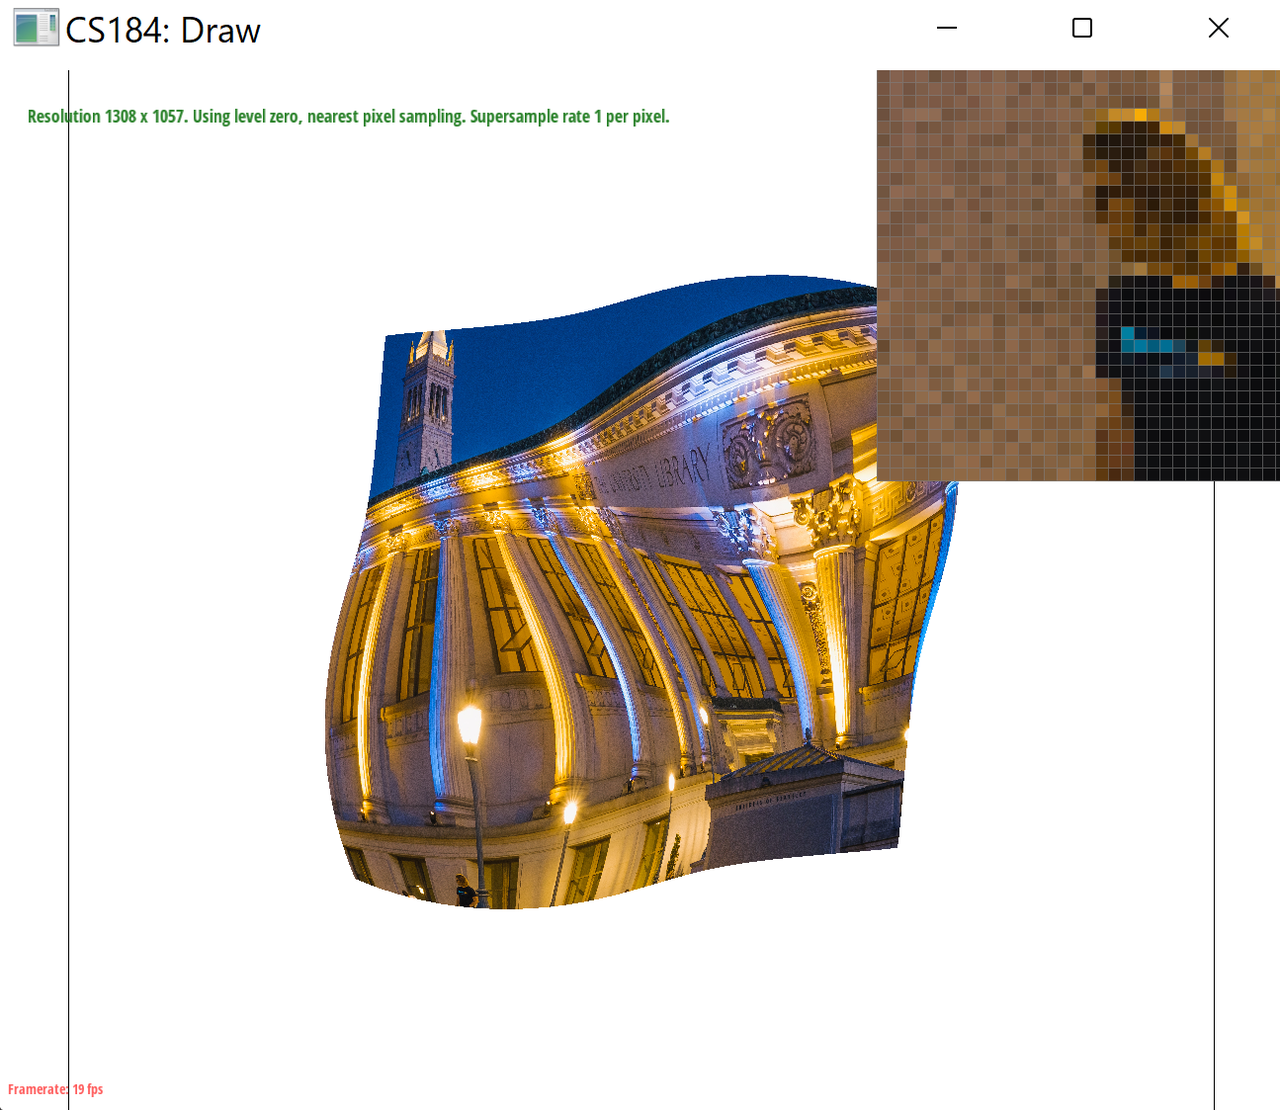 CS184: Draw
Resolution 1308 x 1057. Using level zero, nearest pixel sampling. Supersample rate 1 per pixel.
LIBRARY
Framerate: 19 fps